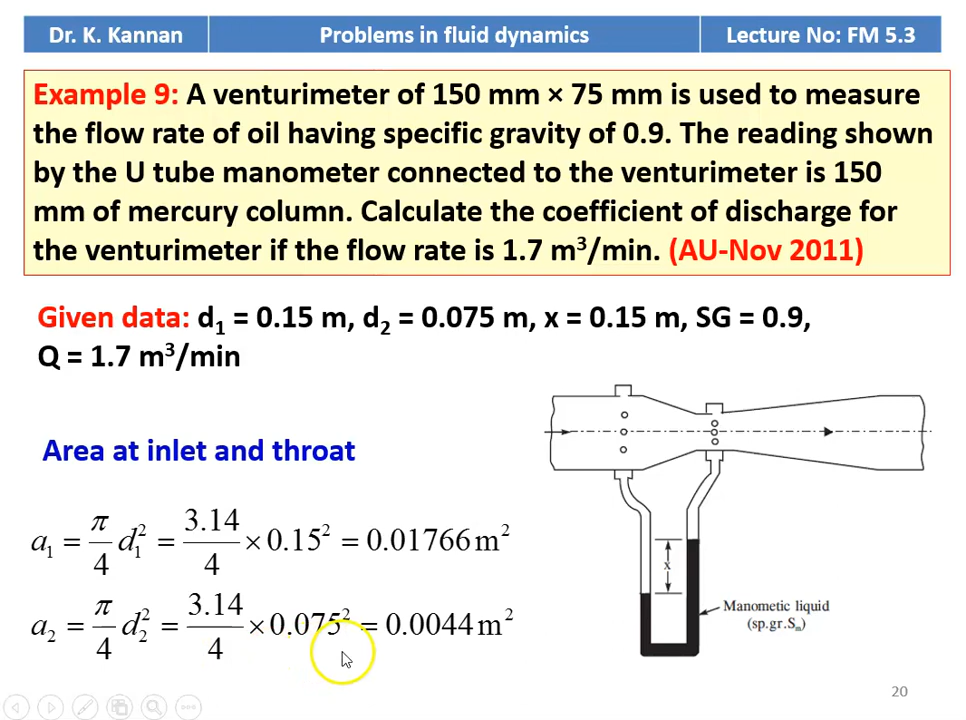 Dr. K. Kannan
Problems in fluid dynamics
Lecture No: FM 5.3
Example 9: A venturimeter of 150 mm × 75 mm is used to measure
the flow rate of oil having specific gravity of 0.9. The reading shown
by the U tube manometer connected to the venturimeter is 150
mm of mercury column. Calculate the coefficient of discharge for
the venturimeter if the flow rate is 1.7 m³/min. (AU-Nov 2011)
Given data: d₁ = 0.15 m, d₂ = 0.075 m, x = 0.15 m, SG = 0.9,
Q = 1.7 m³/min
Area at inlet and throat
a₁ = π/4 d₁² = 3.14/4 × 0.15² = 0.01766 m²
a₂ = π/4 d₂² = 3.14/4 × 0.075² = 0.0044 m²
x
Manometic liquid
(sp.gr.Sₘ)
20